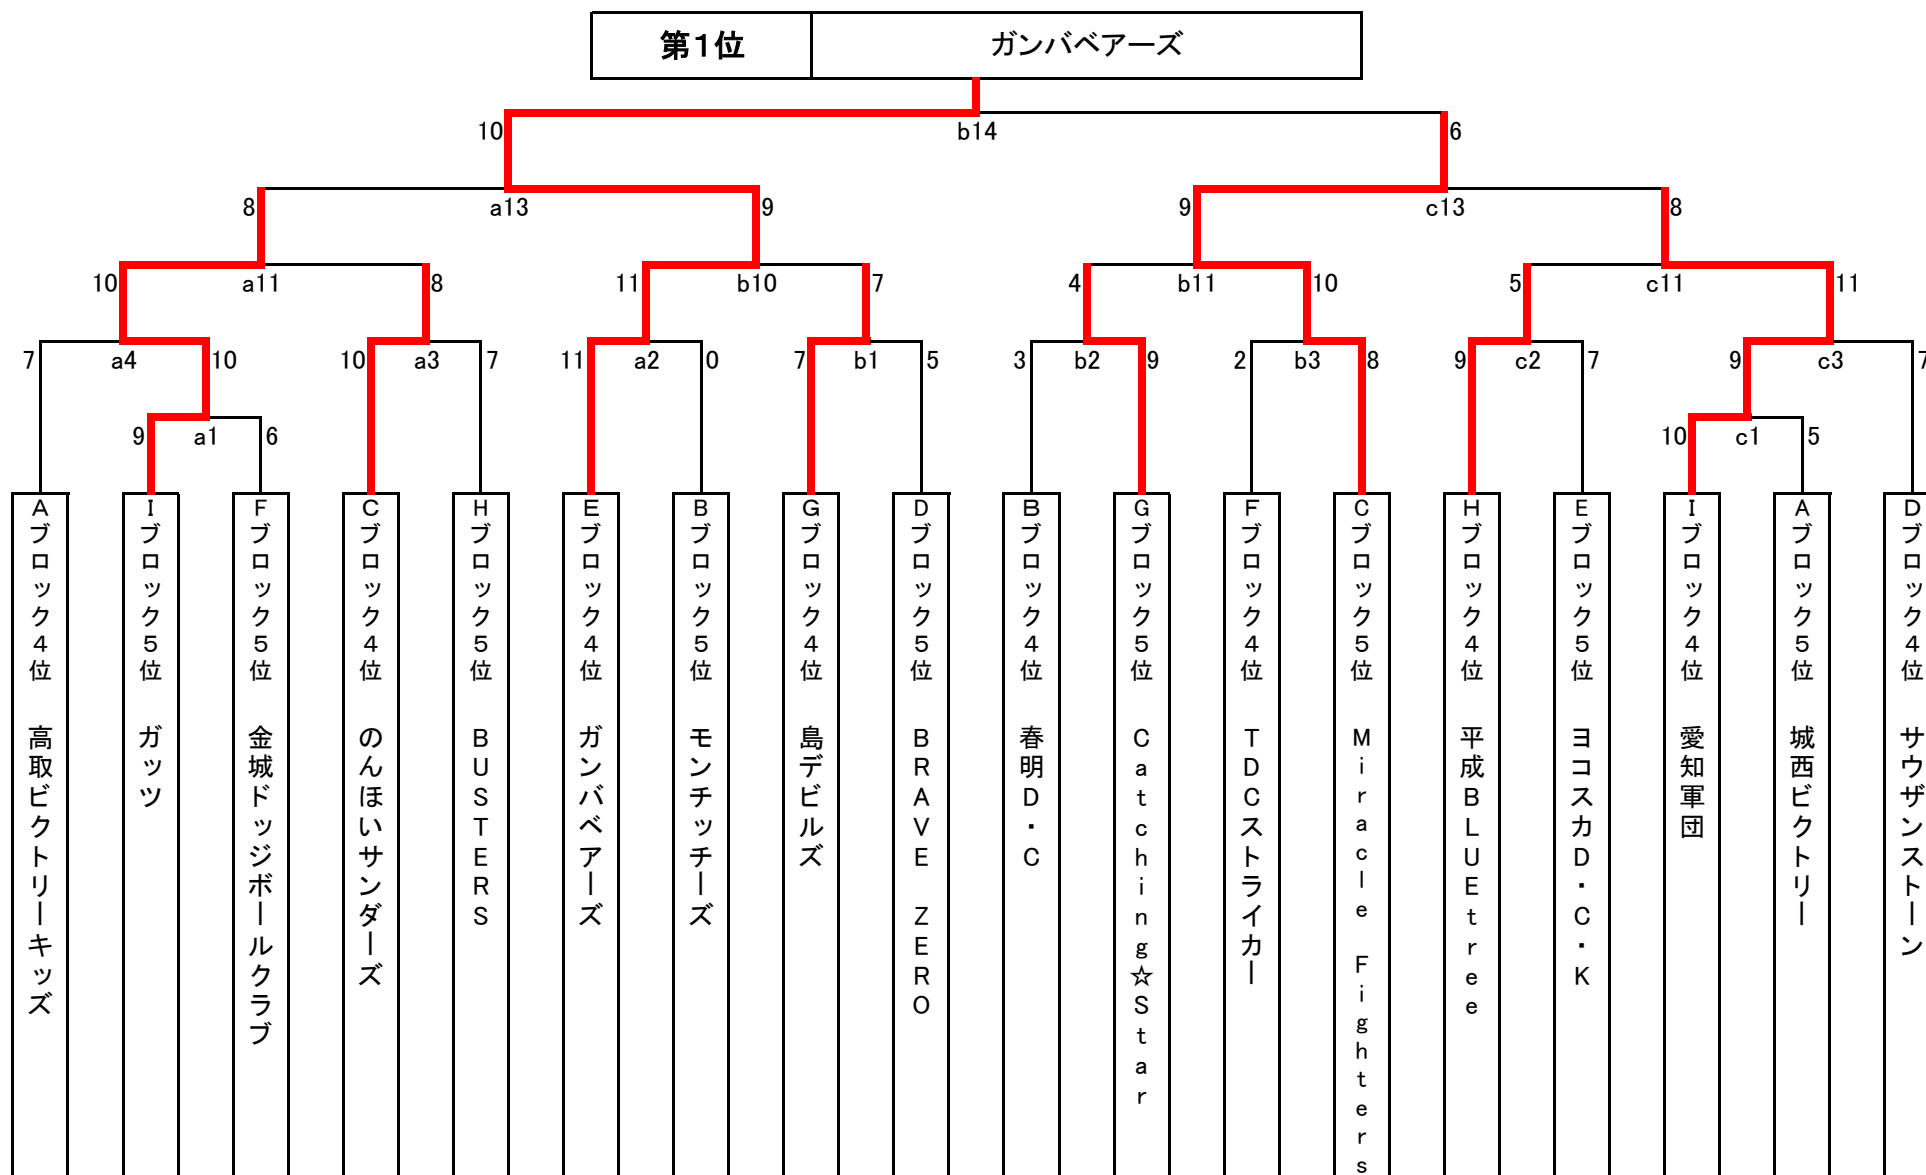 第1位 ガンバベアーズ
10 b14 6
8 a13 9 9 c13 8
10 a11 8 11 b10 7 4 b11 10 5 c11 11
7 a4 10 10 a3 7 11 a2 0 7 b1 5 3 b2 9 2 b3 8 9 c2 7 9 c3 7
9 a1 6 10 c1 5
Aブロック4位 高取ビクトリーキッズ
Iブロック5位 ガッツ
Fブロック5位 金城ドッジボールクラブ
Cブロック4位 のんほいサンダーズ
Hブロック5位 BUSTERS
Eブロック4位 ガンバベアーズ
Bブロック5位 モンチッチーズ
Gブロック4位 島デビルズ
Dブロック5位 BRAVE ZERO
Bブロック4位 春明D・C
Gブロック5位 Catching☆Star
Fブロック4位 TDCストライカー
Cブロック5位 Miracle Fighters
Hブロック4位 平成BLUEtree
Eブロック5位 ヨコスカD・C・K
Iブロック4位 愛知軍団
Aブロック5位 城西ビクトリー
Dブロック4位 サウザンストーン